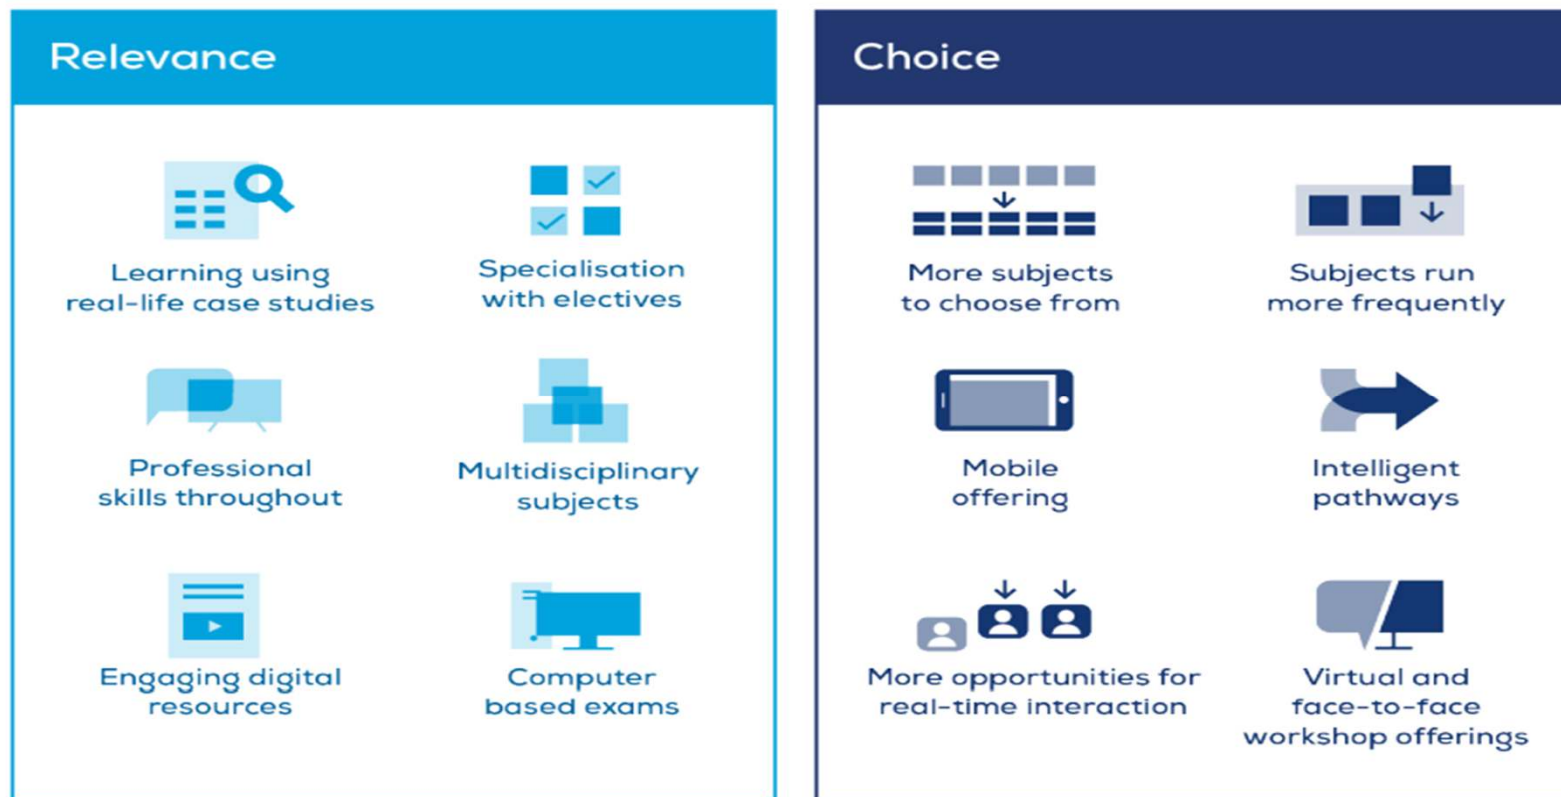 Relevance
Learning using
real-life case studies
Specialisation
with electives
Professional
skills throughout
Multidisciplinary
subjects
Engaging digital
resources
Computer
based exams
Choice
More subjects
to choose from
Subjects run
more frequently
Mobile
offering
Intelligent
pathways
More opportunities for
real-time interaction
Virtual and
face-to-face
workshop offerings